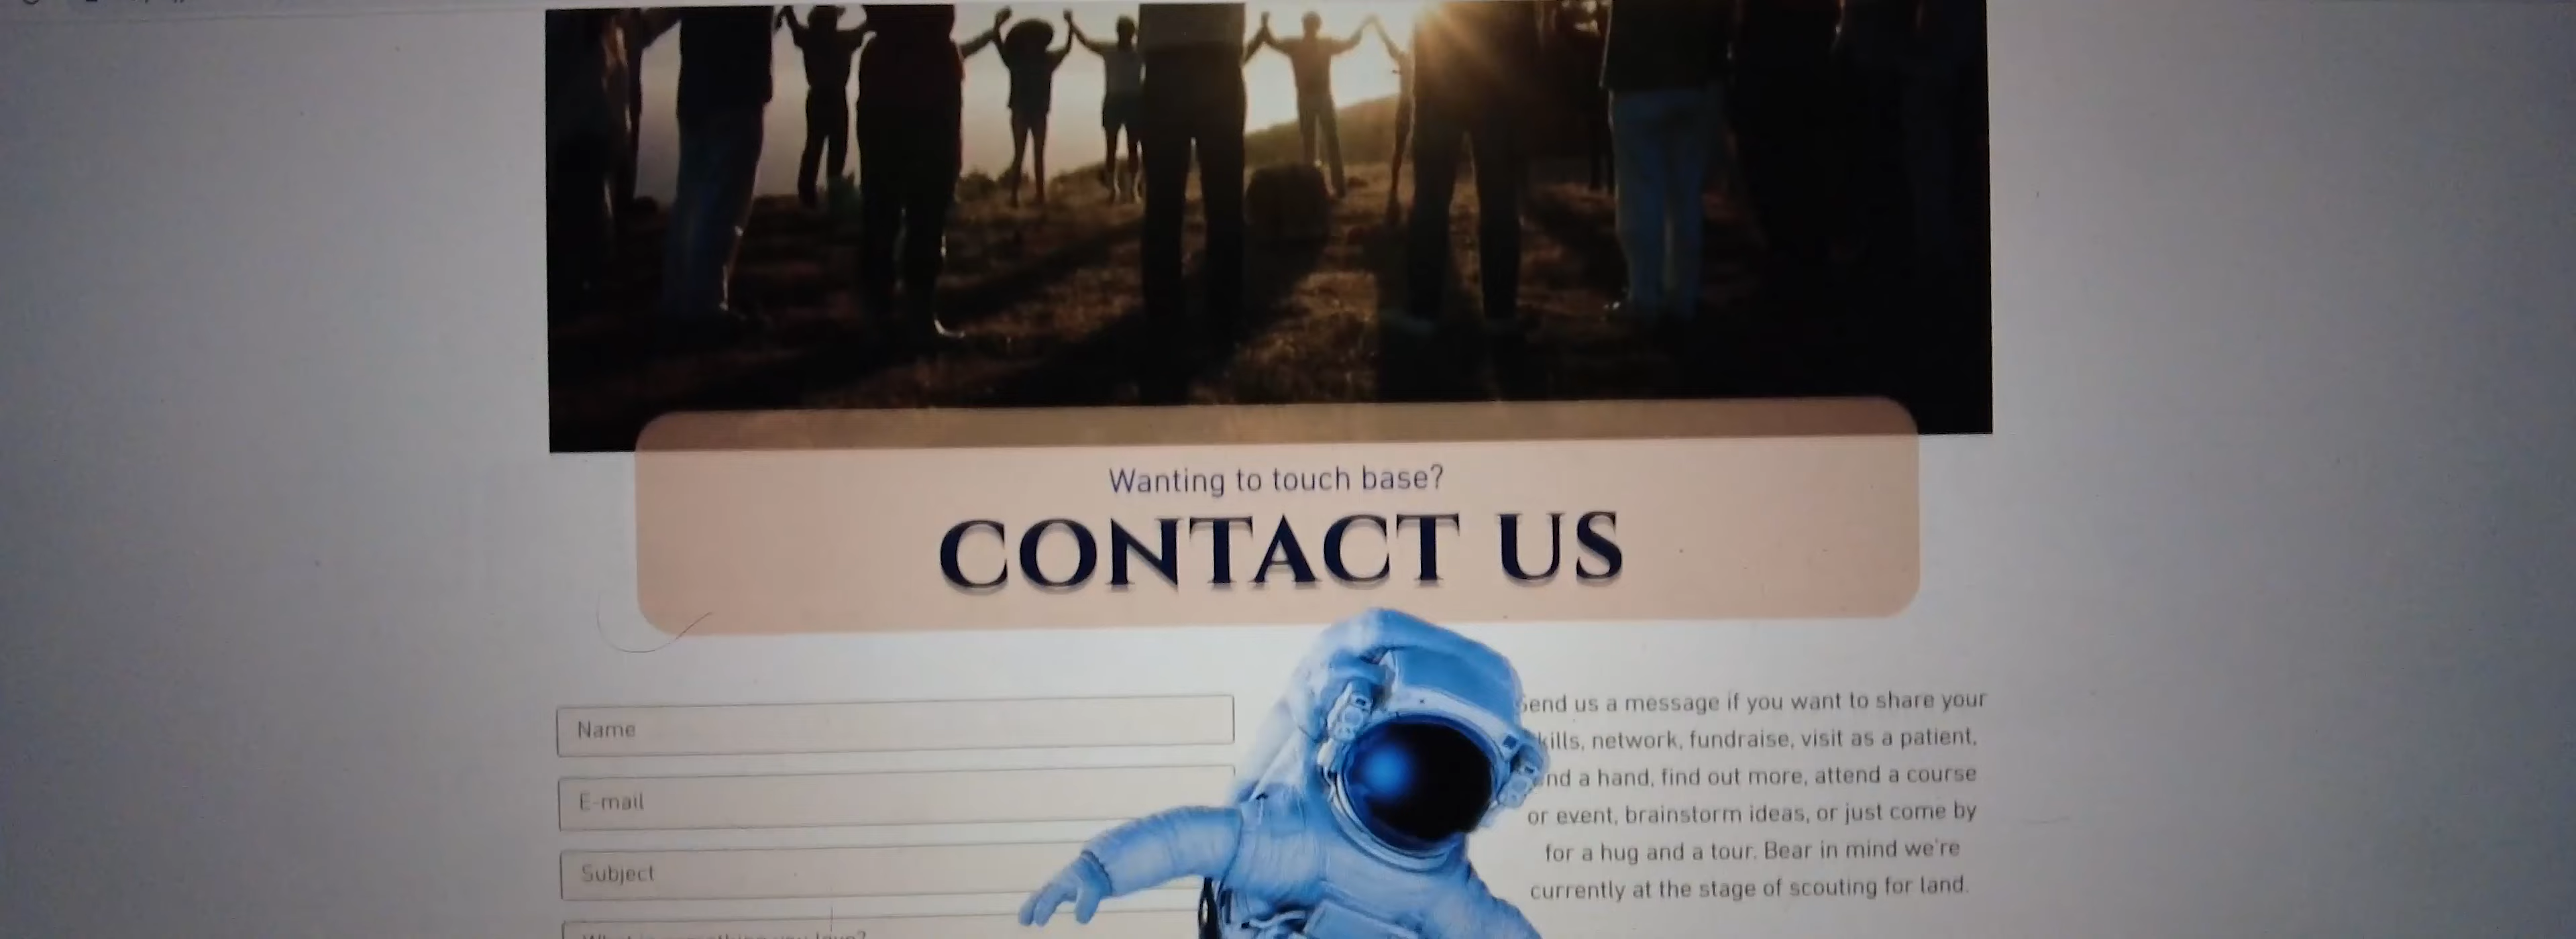 Wanting to touch base?
CONTACT US
Name
E-mail
Subject
end us a message if you want to share your
kills, network, fundraise, visit as a patient,
nd a hand, find out more, attend a course
or event, brainstorm ideas, or just come by
for a hug and a tour. Bear in mind we're
currently at the stage of scouting for land.